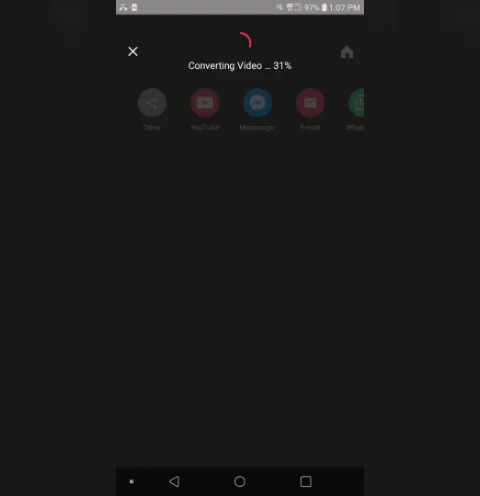 97% 1:07 PM
Converting Video ... 31%
Other YouTube Messenger E-mail